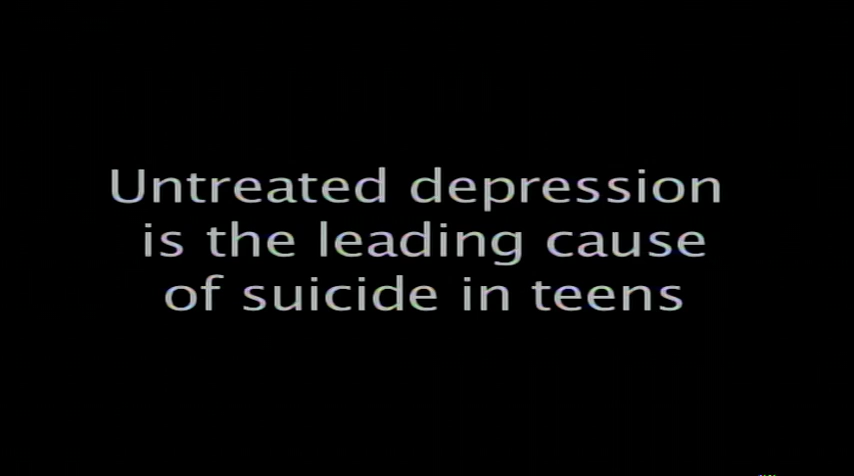 Untreated depression
is the leading cause
of suicide in teens